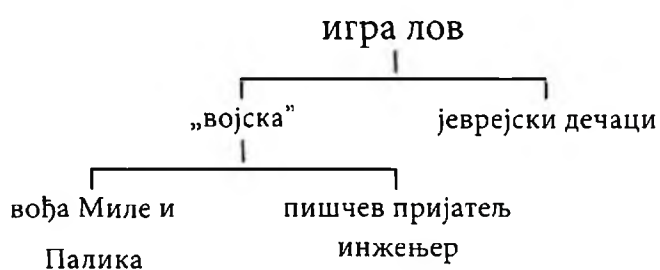 игра лов
„војска”
јеврејски дечаци
вођа Миле и
Палика
пишчев пријатељ
инжењер